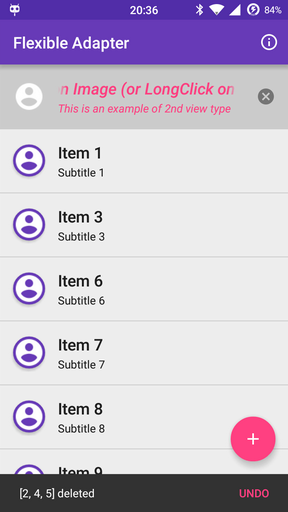 20:36
84%
Flexible Adapter
n Image (or LongClick on
This is an example of 2nd view type
Item 1
Subtitle 1
Item 3
Subtitle 3
Item 6
Subtitle 6
Item 7
Subtitle 7
Item 8
Subtitle 8
Item 9
[2, 4, 5] deleted
UNDO